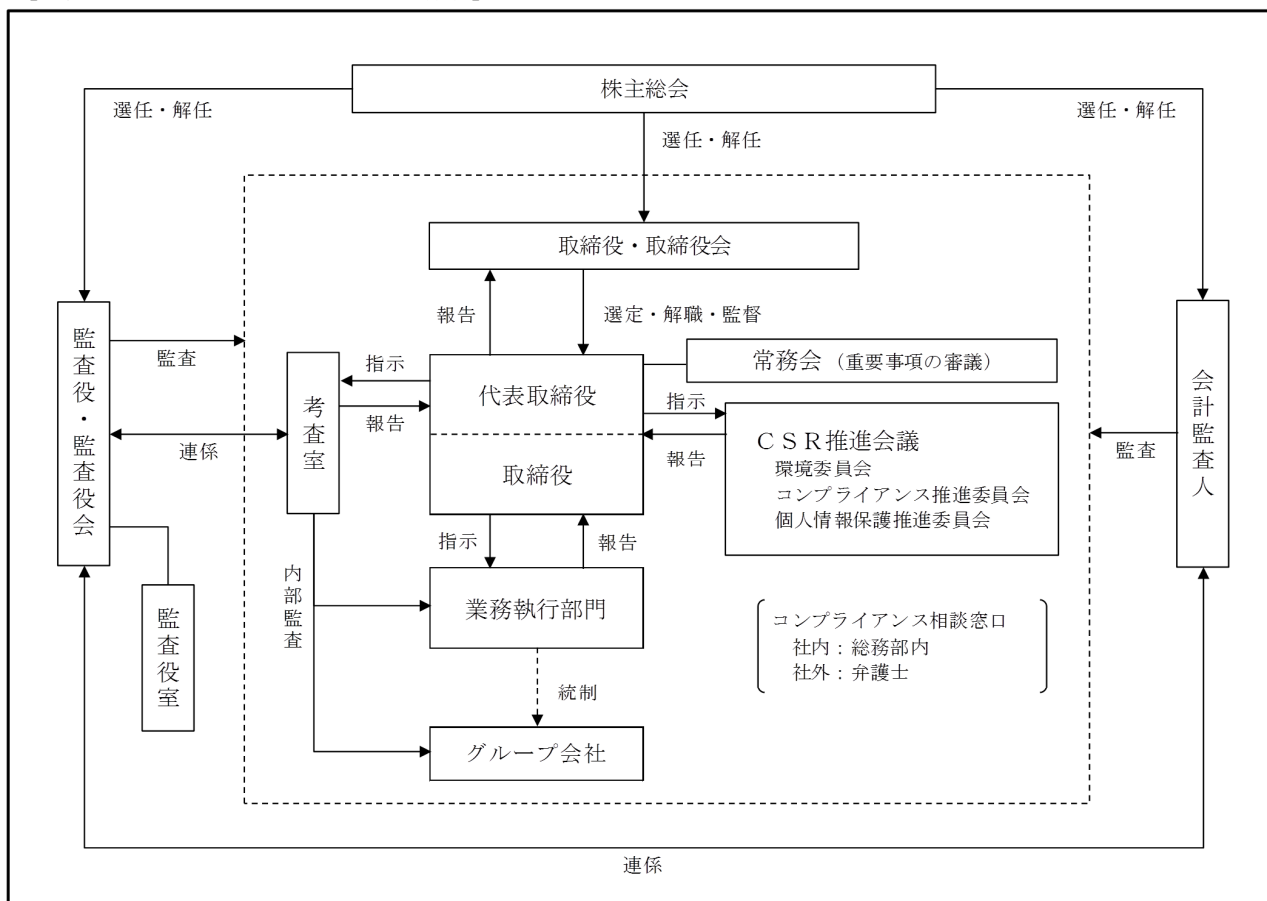 株主総会
選任・解任
選任・解任
選任・解任
取締役・取締役会
報告
選定・解職・監督
監査役・監査役会
監査
指示
代表取締役
常務会（重要事項の審議）
会計監査人
考査室
報告
指示
連係
報告
監査
取締役
ＣＳＲ推進会議
環境委員会
コンプライアンス推進委員会
個人情報保護推進委員会
指示
報告
内部監査
業務執行部門
監査役室
コンプライアンス相談窓口
社内：総務部内
社外：弁護士
統制
グループ会社
連係